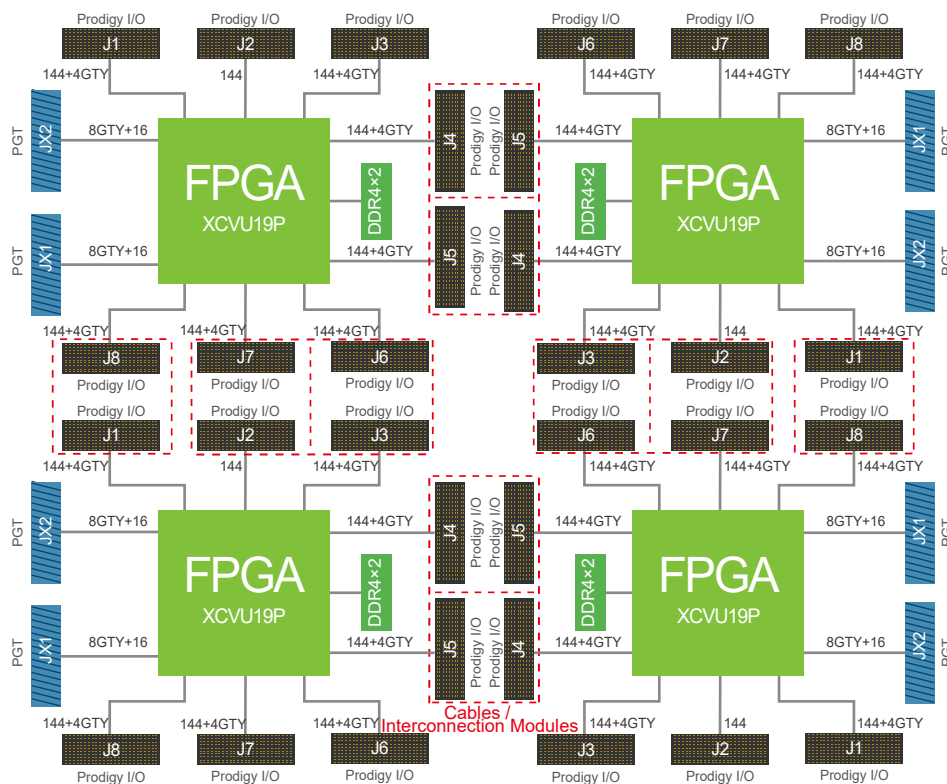 Prodigy I/O Prodigy I/O Prodigy I/O Prodigy I/O Prodigy I/O Prodigy I/O
J1 J2 J3 J6 J7 J8
144+4GTY 144 144+4GTY 144+4GTY 144+4GTY 144+4GTY
PGT JX2 8GTY+16 144+4GTY J4 Prodigy I/O Prodigy I/O J5 144+4GTY 8GTY+16 JX1 PGT
FPGA FPGA
XCVU19P XCVU19P
DDR4×2 DDR4×2
PGT JX1 8GTY+16 144+4GTY J5 Prodigy I/O Prodigy I/O J4 144+4GTY 8GTY+16 JX2 PGT
144+4GTY 144+4GTY 144+4GTY 144+4GTY 144 144+4GTY
J8 J7 J6 J3 J2 J1
Prodigy I/O Prodigy I/O Prodigy I/O Prodigy I/O Prodigy I/O Prodigy I/O
Prodigy I/O Prodigy I/O Prodigy I/O Prodigy I/O Prodigy I/O Prodigy I/O
J1 J2 J3 J6 J7 J8
144+4GTY 144 144+4GTY 144+4GTY 144+4GTY 144+4GTY
PGT JX2 8GTY+16 144+4GTY J4 Prodigy I/O Prodigy I/O J5 144+4GTY 8GTY+16 JX1 PGT
FPGA FPGA
XCVU19P XCVU19P
DDR4×2 DDR4×2
PGT JX1 8GTY+16 144+4GTY J5 Prodigy I/O Prodigy I/O J4 144+4GTY 8GTY+16 JX2 PGT
Cables /
Interconnection Modules
144+4GTY 144+4GTY 144+4GTY 144+4GTY 144 144+4GTY
J8 J7 J6 J3 J2 J1
Prodigy I/O Prodigy I/O Prodigy I/O Prodigy I/O Prodigy I/O Prodigy I/O